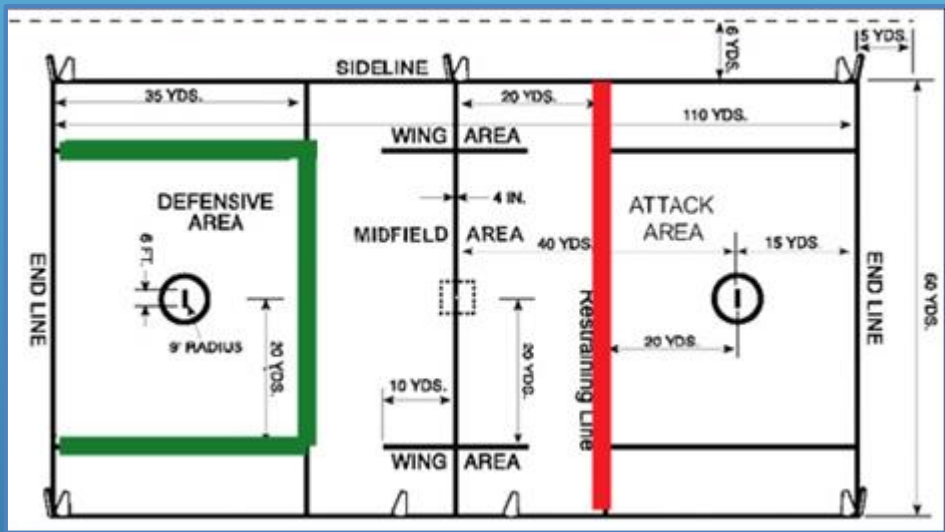 6 YDS.
5 YDS.
SIDELINE
35 YDS.
20 YDS.
110 YDS.
WING AREA
4 IN.
DEFENSIVE
AREA
ATTACK
AREA
MIDFIELD AREA
6 FT.
40 YDS.
15 YDS.
END LINE
END LINE
60 YDS.
9' RADIUS
20 YDS.
20 YDS.
Restraining Line
20 YDS.
10 YDS.
WING AREA